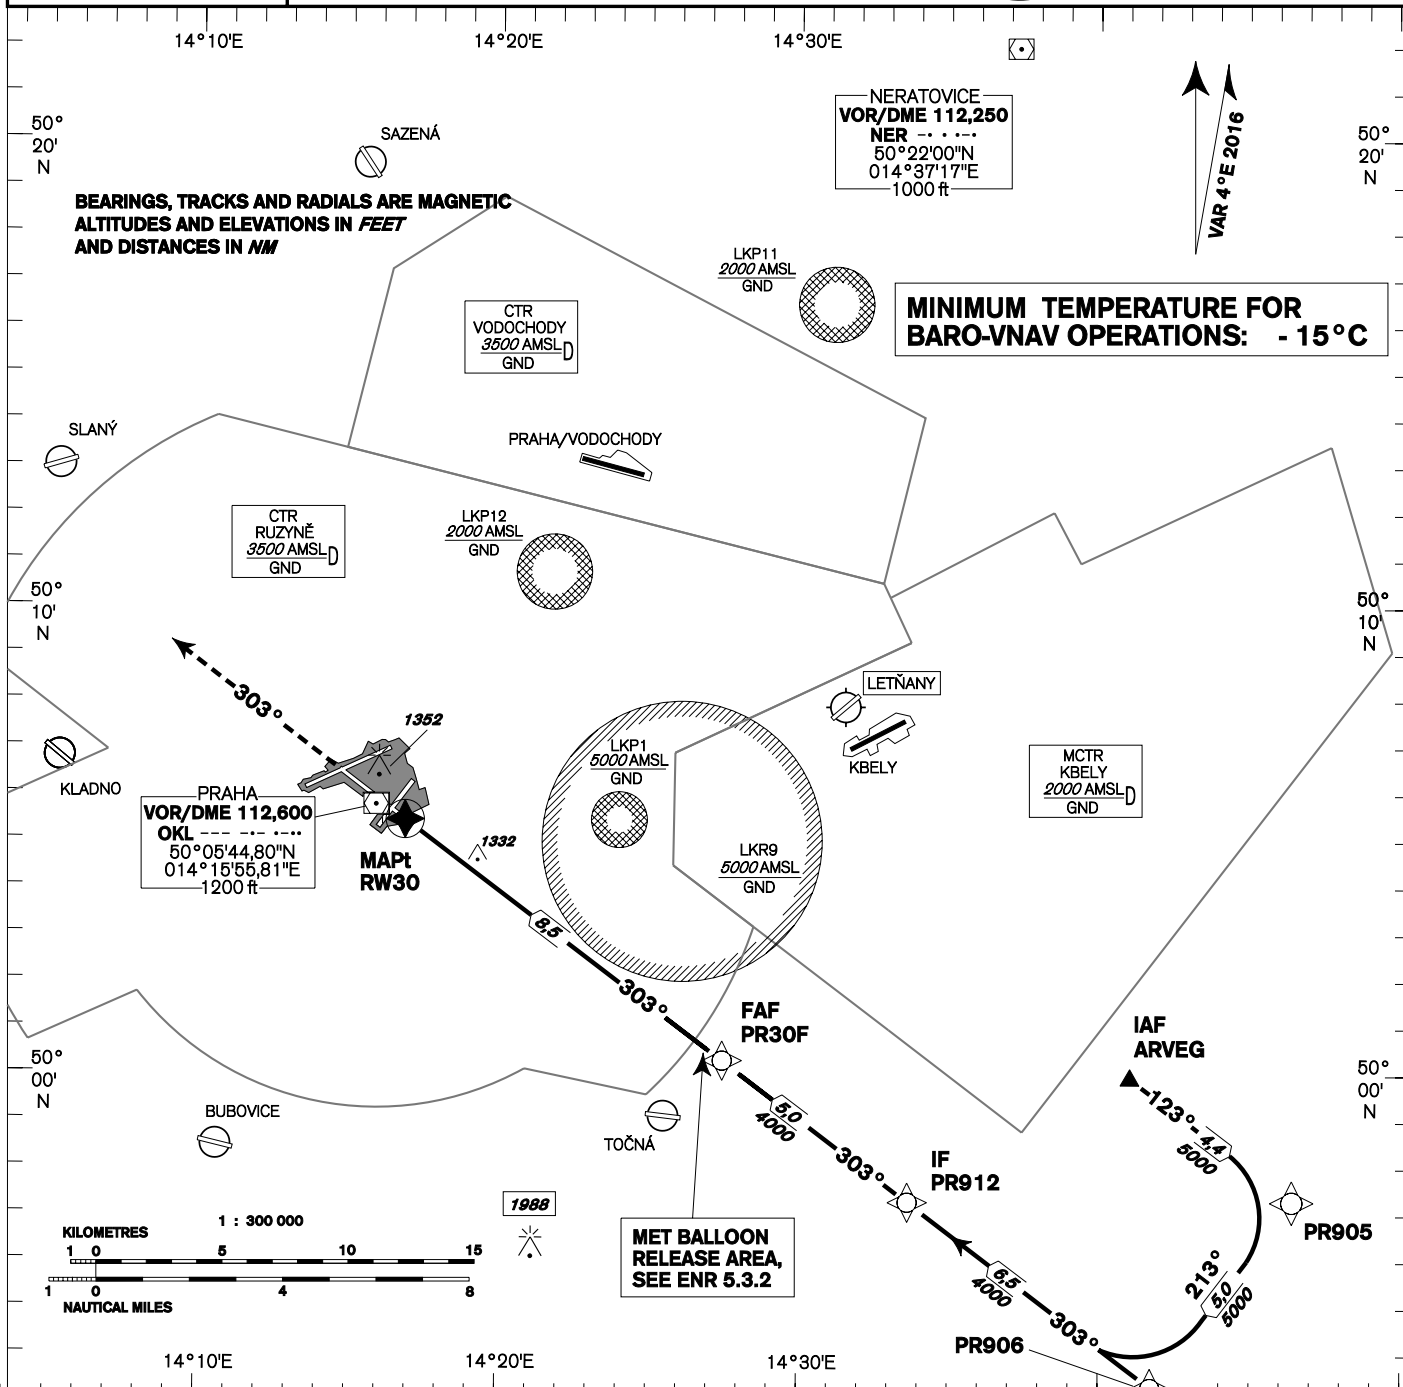 14°10'E
14°20'E
14°30'E
NERATOVICE
VOR/DME 112,250
NER
50°22'00"N
014°37'17"E
1000 ft
VAR 4°E 2016
50°
20'
N
50°
20'
N
SAZENÁ
BEARINGS, TRACKS AND RADIALS ARE MAGNETIC
ALTITUDES AND ELEVATIONS IN FEET
AND DISTANCES IN NM
LKP11
2000 AMSL
GND
MINIMUM TEMPERATURE FOR
BARO-VNAV OPERATIONS: - 15°C
CTR
VODOCHODY
3500 AMSL D
GND
SLANÝ
PRAHA/VODOCHODY
CTR
RUZYNĚ
3500 AMSL D
GND
LKP12
2000 AMSL
GND
50°
10'
N
50°
10'
N
303°
1352
LETŇANY
KBELY
LKP1
5000 AMSL
GND
MCTR
KBELY
2000 AMSL D
GND
KLADNO
PRAHA
VOR/DME 112,600
OKL
50°05'44,80"N
014°15'55,81"E
1200 ft
MAPt
RW30
1332
LKR9
5000 AMSL
GND
8,5
303°
FAF
PR30F
IAF
ARVEG
50°
00'
N
50°
00'
N
123°
4,4
5000
5,0
4000
303°
BUBOVICE
TOČNÁ
IF
PR912
PR905
1988
MET BALLOON
RELEASE AREA,
SEE ENR 5.3.2
1 : 300 000
KILOMETRES
1 0 5 10 15
1 0 4 8
NAUTICAL MILES
213°
5,0
5000
6,5
4000
303°
PR906
14°10'E
14°20'E
14°30'E